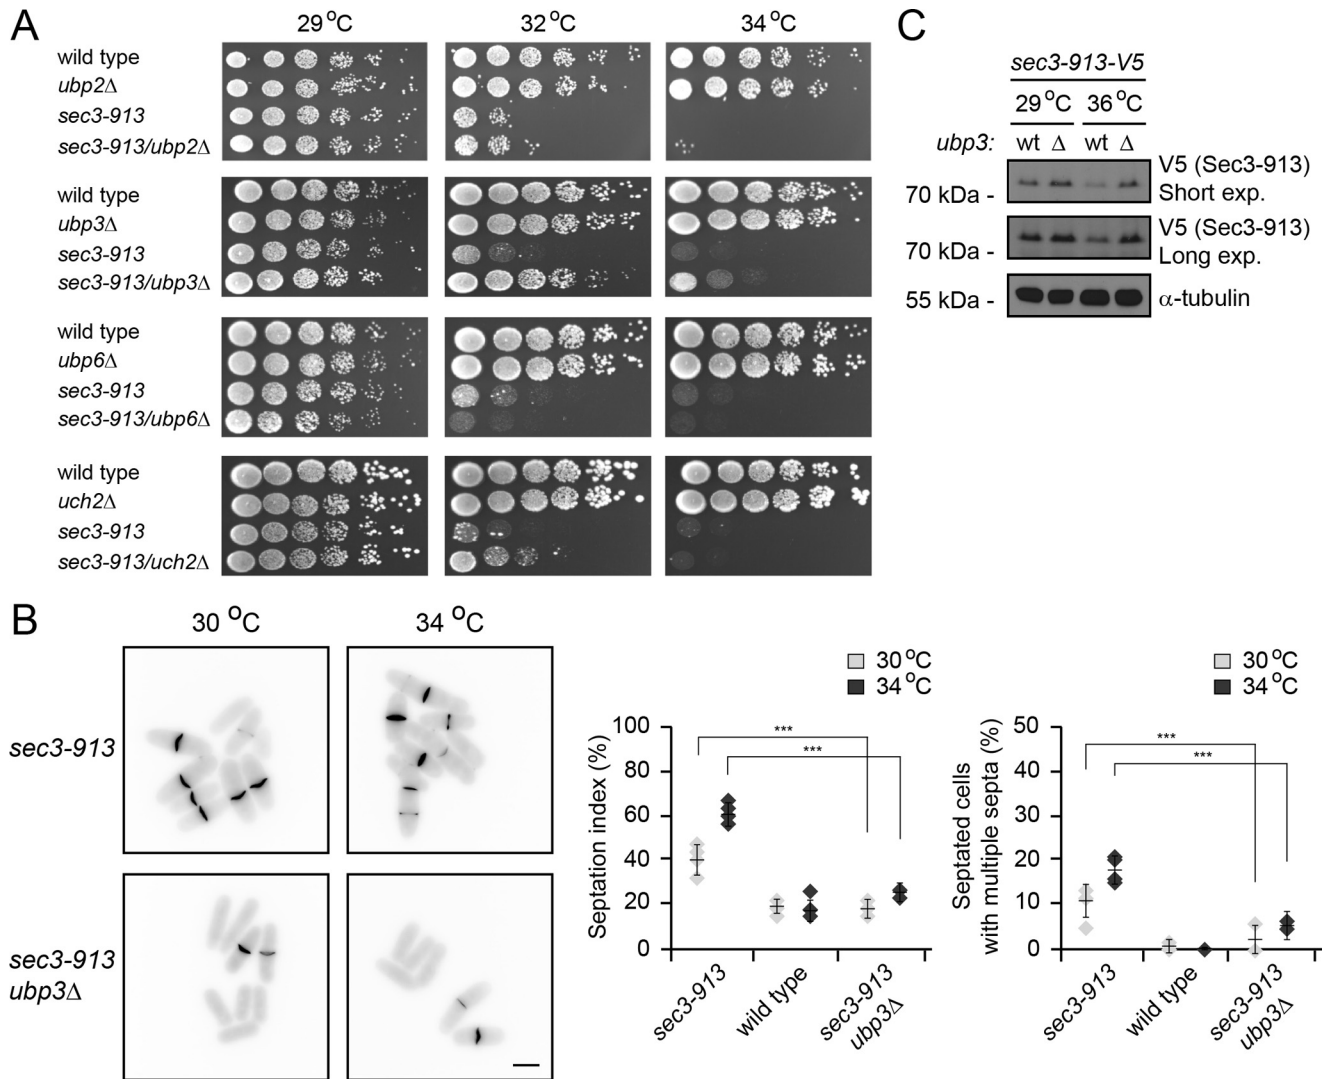 A
29 °C
32 °C
34 °C
wild type
ubp2Δ
sec3-913
sec3-913/ubp2Δ
wild type
ubp3Δ
sec3-913
sec3-913/ubp3Δ
wild type
ubp6Δ
sec3-913
sec3-913/ubp6Δ
wild type
uch2Δ
sec3-913
sec3-913/uch2Δ
C
sec3-913-V5
29 °C 36 °C
ubp3: wt Δ wt Δ
70 kDa -
V5 (Sec3-913)
Short exp.
70 kDa -
V5 (Sec3-913)
Long exp.
55 kDa -
α-tubulin
B
30 °C
34 °C
sec3-913
sec3-913
ubp3Δ
30 °C
34 °C
Septation index (%)
100
80
60
40
20
0
***
***
sec3-913
wild type
sec3-913
ubp3Δ
30 °C
34 °C
Septated cells
with multiple septa (%)
50
40
30
20
10
0
***
***
sec3-913
wild type
sec3-913
ubp3Δ